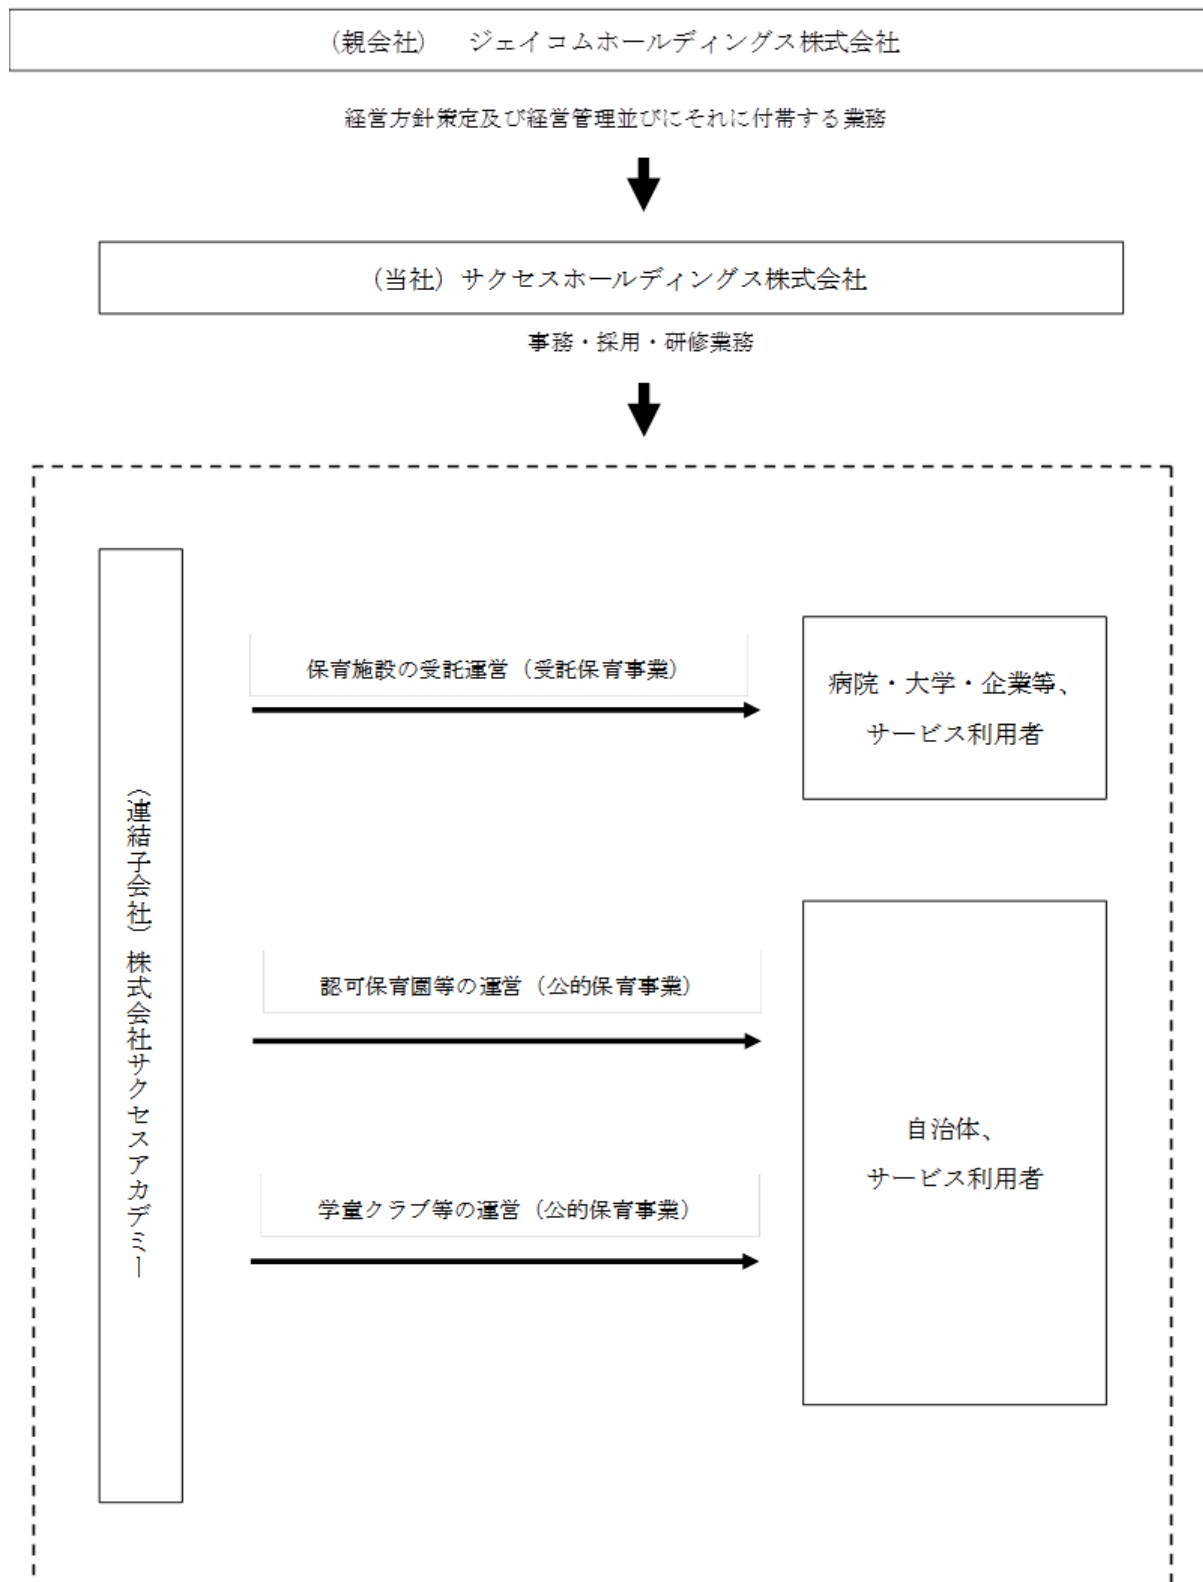 (親会社)　ジェイコムホールディングス株式会社
経営方針策定及び経営管理並びにそれに付帯する業務
(当社) サクセスホールディングス株式会社
事務・採用・研修業務
(連結子会社) 株式会社サクセスアカデミー
保育施設の受託運営 (受託保育事業)
病院・大学・企業等、
サービス利用者
認可保育園等の運営 (公的保育事業)
学童クラブ等の運営 (公的保育事業)
自治体、
サービス利用者